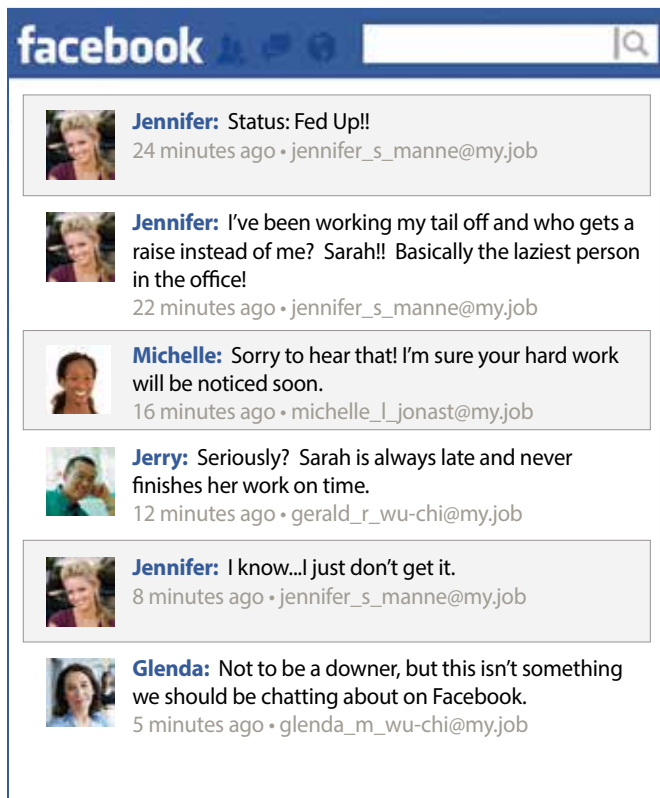 facebook
Jennifer: Status: Fed Up!!
24 minutes ago • jennifer_s_manne@my.job
Jennifer: I’ve been working my tail off and who gets a
raise instead of me? Sarah!! Basically the laziest person
in the office!
22 minutes ago • jennifer_s_manne@my.job
Michelle: Sorry to hear that! I’m sure your hard work
will be noticed soon.
16 minutes ago • michelle_l_jonast@my.job
Jerry: Seriously? Sarah is always late and never
finishes her work on time.
12 minutes ago • gerald_r_wu-chi@my.job
Jennifer: I know...I just don’t get it.
8 minutes ago • jennifer_s_manne@my.job
Glenda: Not to be a downer, but this isn’t something
we should be chatting about on Facebook.
5 minutes ago • glenda_m_wu-chi@my.job